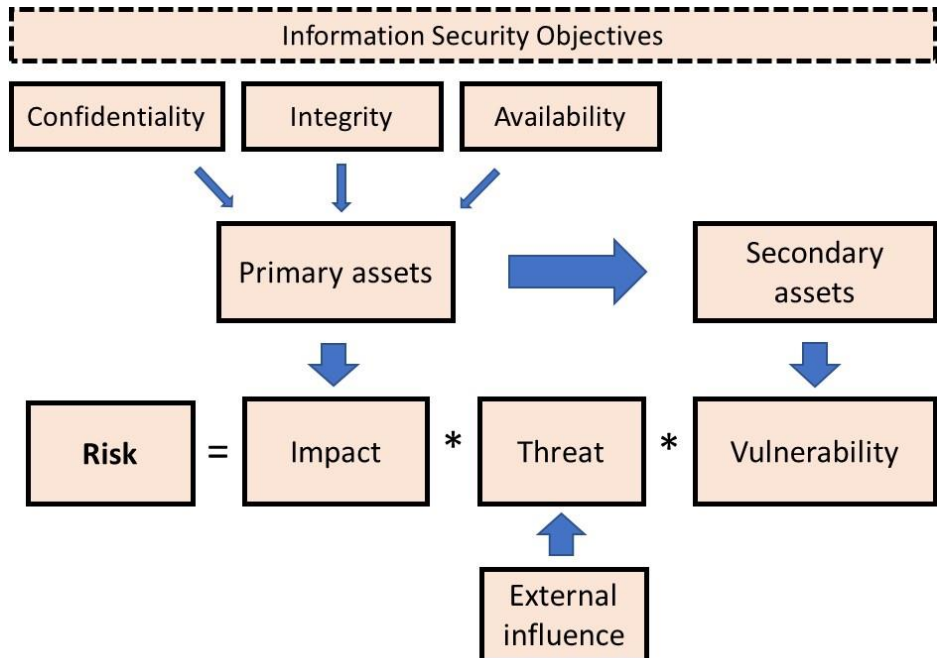 Information Security Objectives
Confidentiality
Integrity
Availability
Primary assets
Secondary
assets
Risk = Impact * Threat * Vulnerability
External
influence